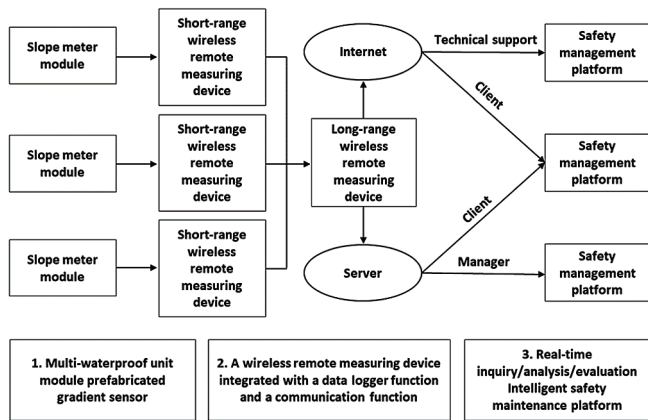 Slope meter
module
Short-range
wireless
remote
measuring
device
Slope meter
module
Short-range
wireless
remote
measuring
device
Slope meter
module
Short-range
wireless
remote
measuring
device
Internet
Long-range
wireless
remote
measuring
device
Server
Technical support
Client
Client
Manager
Safety
management
platform
Safety
management
platform
Safety
management
platform
1. Multi-waterproof unit
module prefabricated
gradient sensor
2. A wireless remote measuring device
integrated with a data logger function
and a communication function
3. Real-time
inquiry/analysis/evaluation
Intelligent safety
maintenance platform